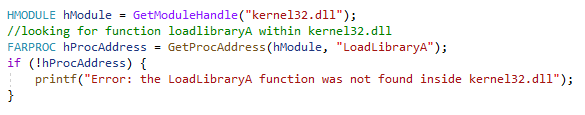 HMODULE hModule = GetModuleHandle("kernel32.dll");
//looking for function loadlibraryA within kernel32.dll
FARPROC hProcAddress = GetProcAddress(hModule, "LoadLibraryA");
if (!hProcAddress) {
    printf("Error: the LoadLibraryA function was not found inside kernel32.dll");
}